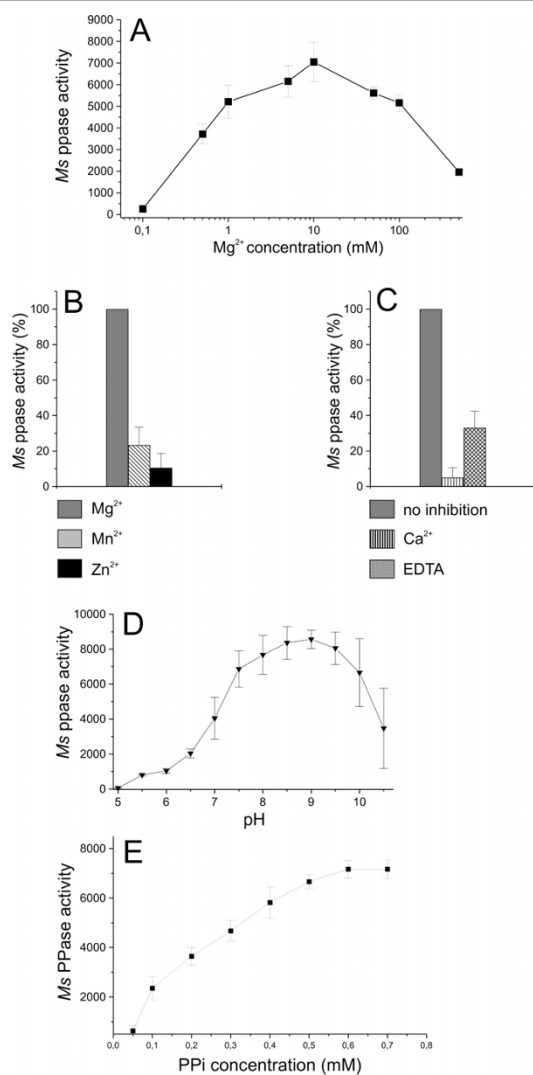 A
Ms ppase activity
9000
8000
7000
6000
5000
4000
3000
2000
1000
0
0,1 1 10 100
Mg²⁺ concentration (mM)
B
Ms ppase activity (%)
100
80
60
40
20
0
Mg²⁺
Mn²⁺
Zn²⁺
C
Ms ppase activity (%)
100
80
60
40
20
0
no inhibition
Ca²⁺
EDTA
D
Ms ppase activity
10000
8000
6000
4000
2000
0
5 6 7 8 9 10
pH
E
Ms PPase activity
8000
6000
4000
2000
0,0 0,1 0,2 0,3 0,4 0,5 0,6 0,7 0,8
PPi concentration (mM)